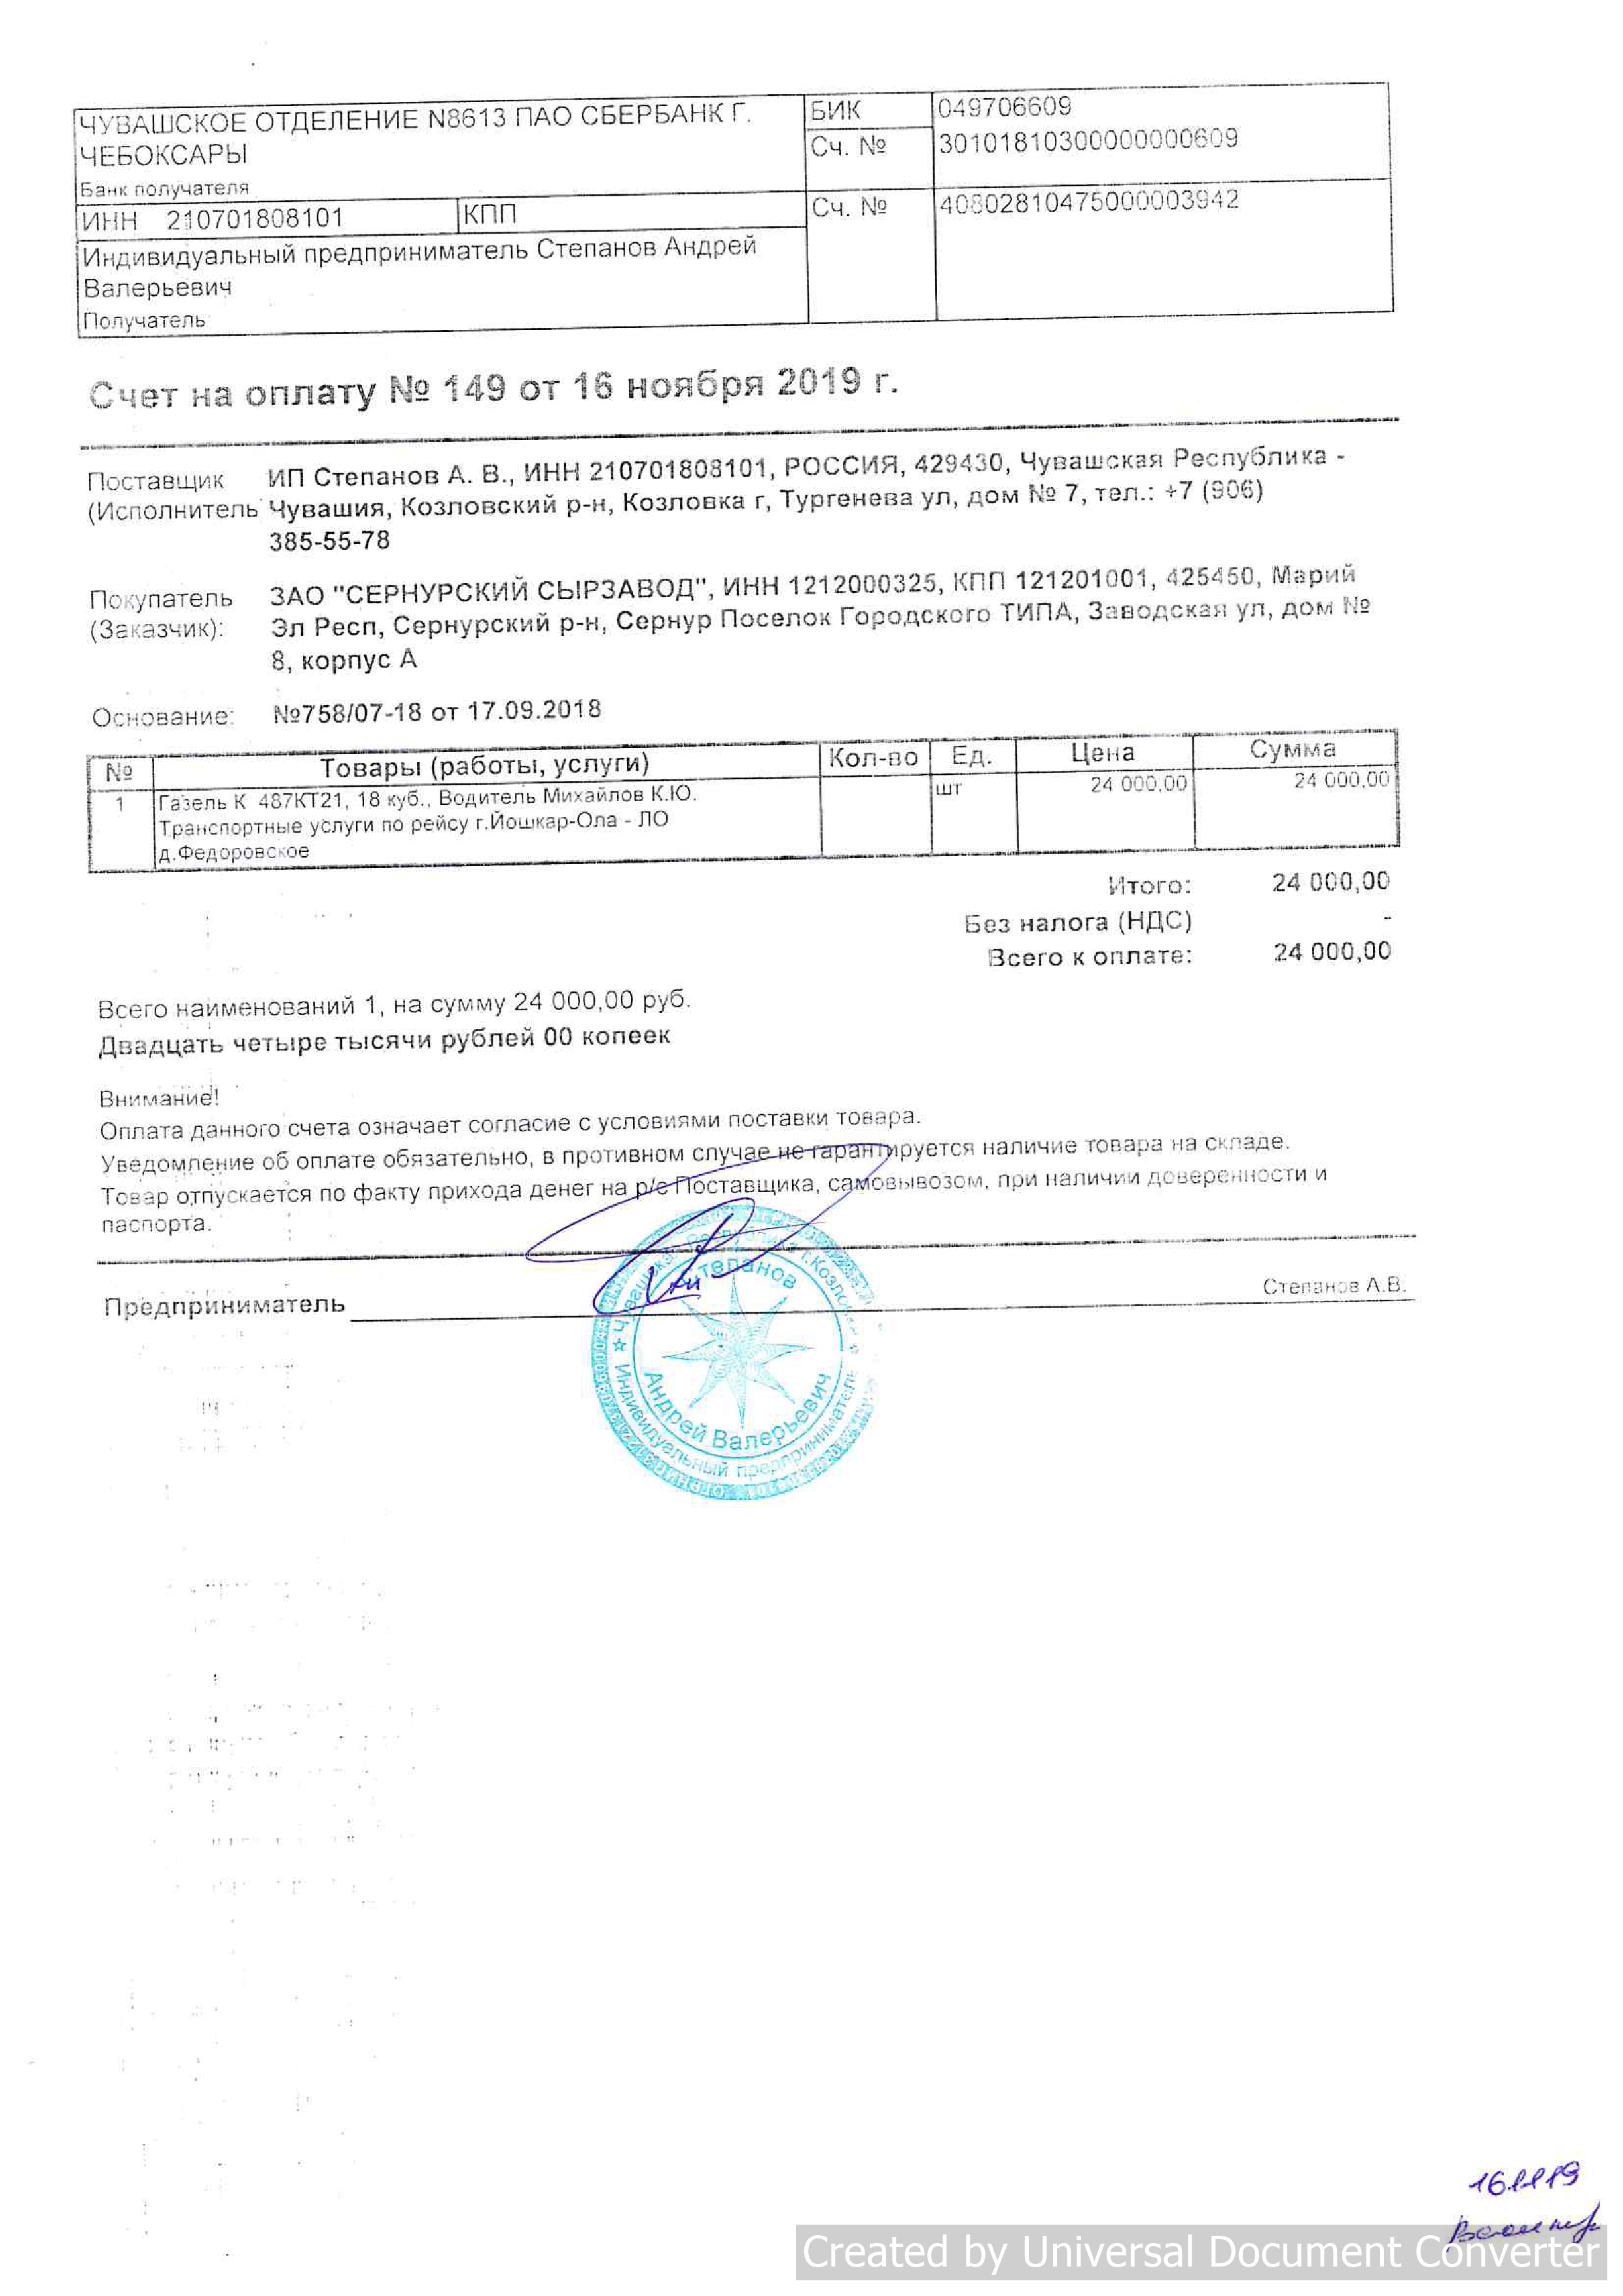 ЧУВАШСКОЕ ОТДЕЛЕНИЕ N8613 ПАО СБЕРБАНК Г.
ЧЕБОКСАРЫ
Банк получателя
БИК 049706609
Сч. № 30101810300000000609
ИНН 210701808101 КПП
Сч. № 40802810475000003942
Индивидуальный предприниматель Степанов Андрей
Валерьевич
Получатель
Счет на оплату № 149 от 16 ноября 2019 г.
Поставщик ИП Степанов А. В., ИНН 210701808101, РОССИЯ, 429430, Чувашская Республика -
(Исполнитель Чувашия, Козловский р-н, Козловка г, Тургенева ул, дом № 7, тел.: +7 (906)
385-55-78
Покупатель ЗАО "СЕРНУРСКИЙ СЫРЗАВОД", ИНН 1212000325, КПП 121201001, 425450, Марий
(Заказчик): Эл Респ, Сернурский р-н, Сернур Поселок Городского ТИПА, Заводская ул, дом №
8, корпус А
Основание: №758/07-18 от 17.09.2018
№ Товары (работы, услуги) Кол-во Ед. Цена Сумма
1 Газель К 487КТ21, 18 куб., Водитель Михайлов К.Ю. шт 24 000,00 24 000,00
Транспортные услуги по рейсу г.Йошкар-Ола - ЛО
д.Федоровское
Итого: 24 000,00
Без налога (НДС) -
Всего к оплате: 24 000,00
Всего наименований 1, на сумму 24 000,00 руб.
Двадцать четыре тысячи рублей 00 копеек
Внимание!
Оплата данного счета означает согласие с условиями поставки товара.
Уведомление об оплате обязательно, в противном случае не гарантируется наличие товара на складе.
Товар отпускается по факту прихода денег на р/с Поставщика, самовывозом, при наличии доверенности и
паспорта.
Предприниматель Степанов А.В.
Степанов
Андрей Валерьевич
Индивидуальный предприниматель
161119
Created by Universal Document Converter